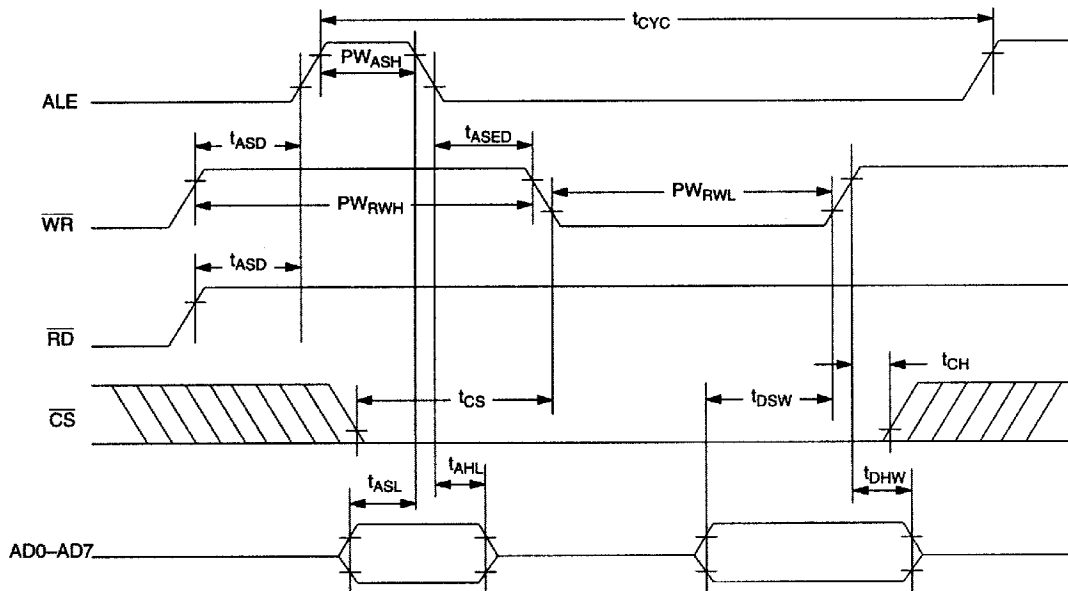 tCYC
PWASH
ALE
tASD
tASED
PWRWH
PWRWL
WR
tASD
RD
tCH
tCS
tDSW
CS
tASL
tAHL
tDHW
AD0–AD7